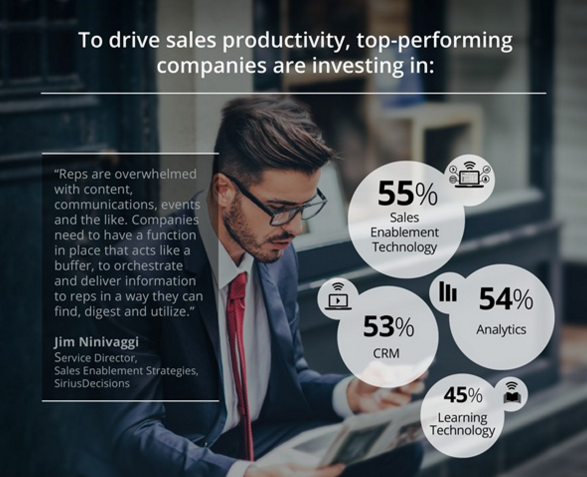 To drive sales productivity, top-performing
companies are investing in:
“Reps are overwhelmed
with content,
communications, events
and the like. Companies
need to have a function
in place that acts like a
buffer, to orchestrate
and deliver information
to reps in a way they can
find, digest and utilize.”
Jim Ninivaggi
Service Director,
Sales Enablement Strategies,
SiriusDecisions
55%
Sales
Enablement
Technology
54%
Analytics
53%
CRM
45%
Learning
Technology